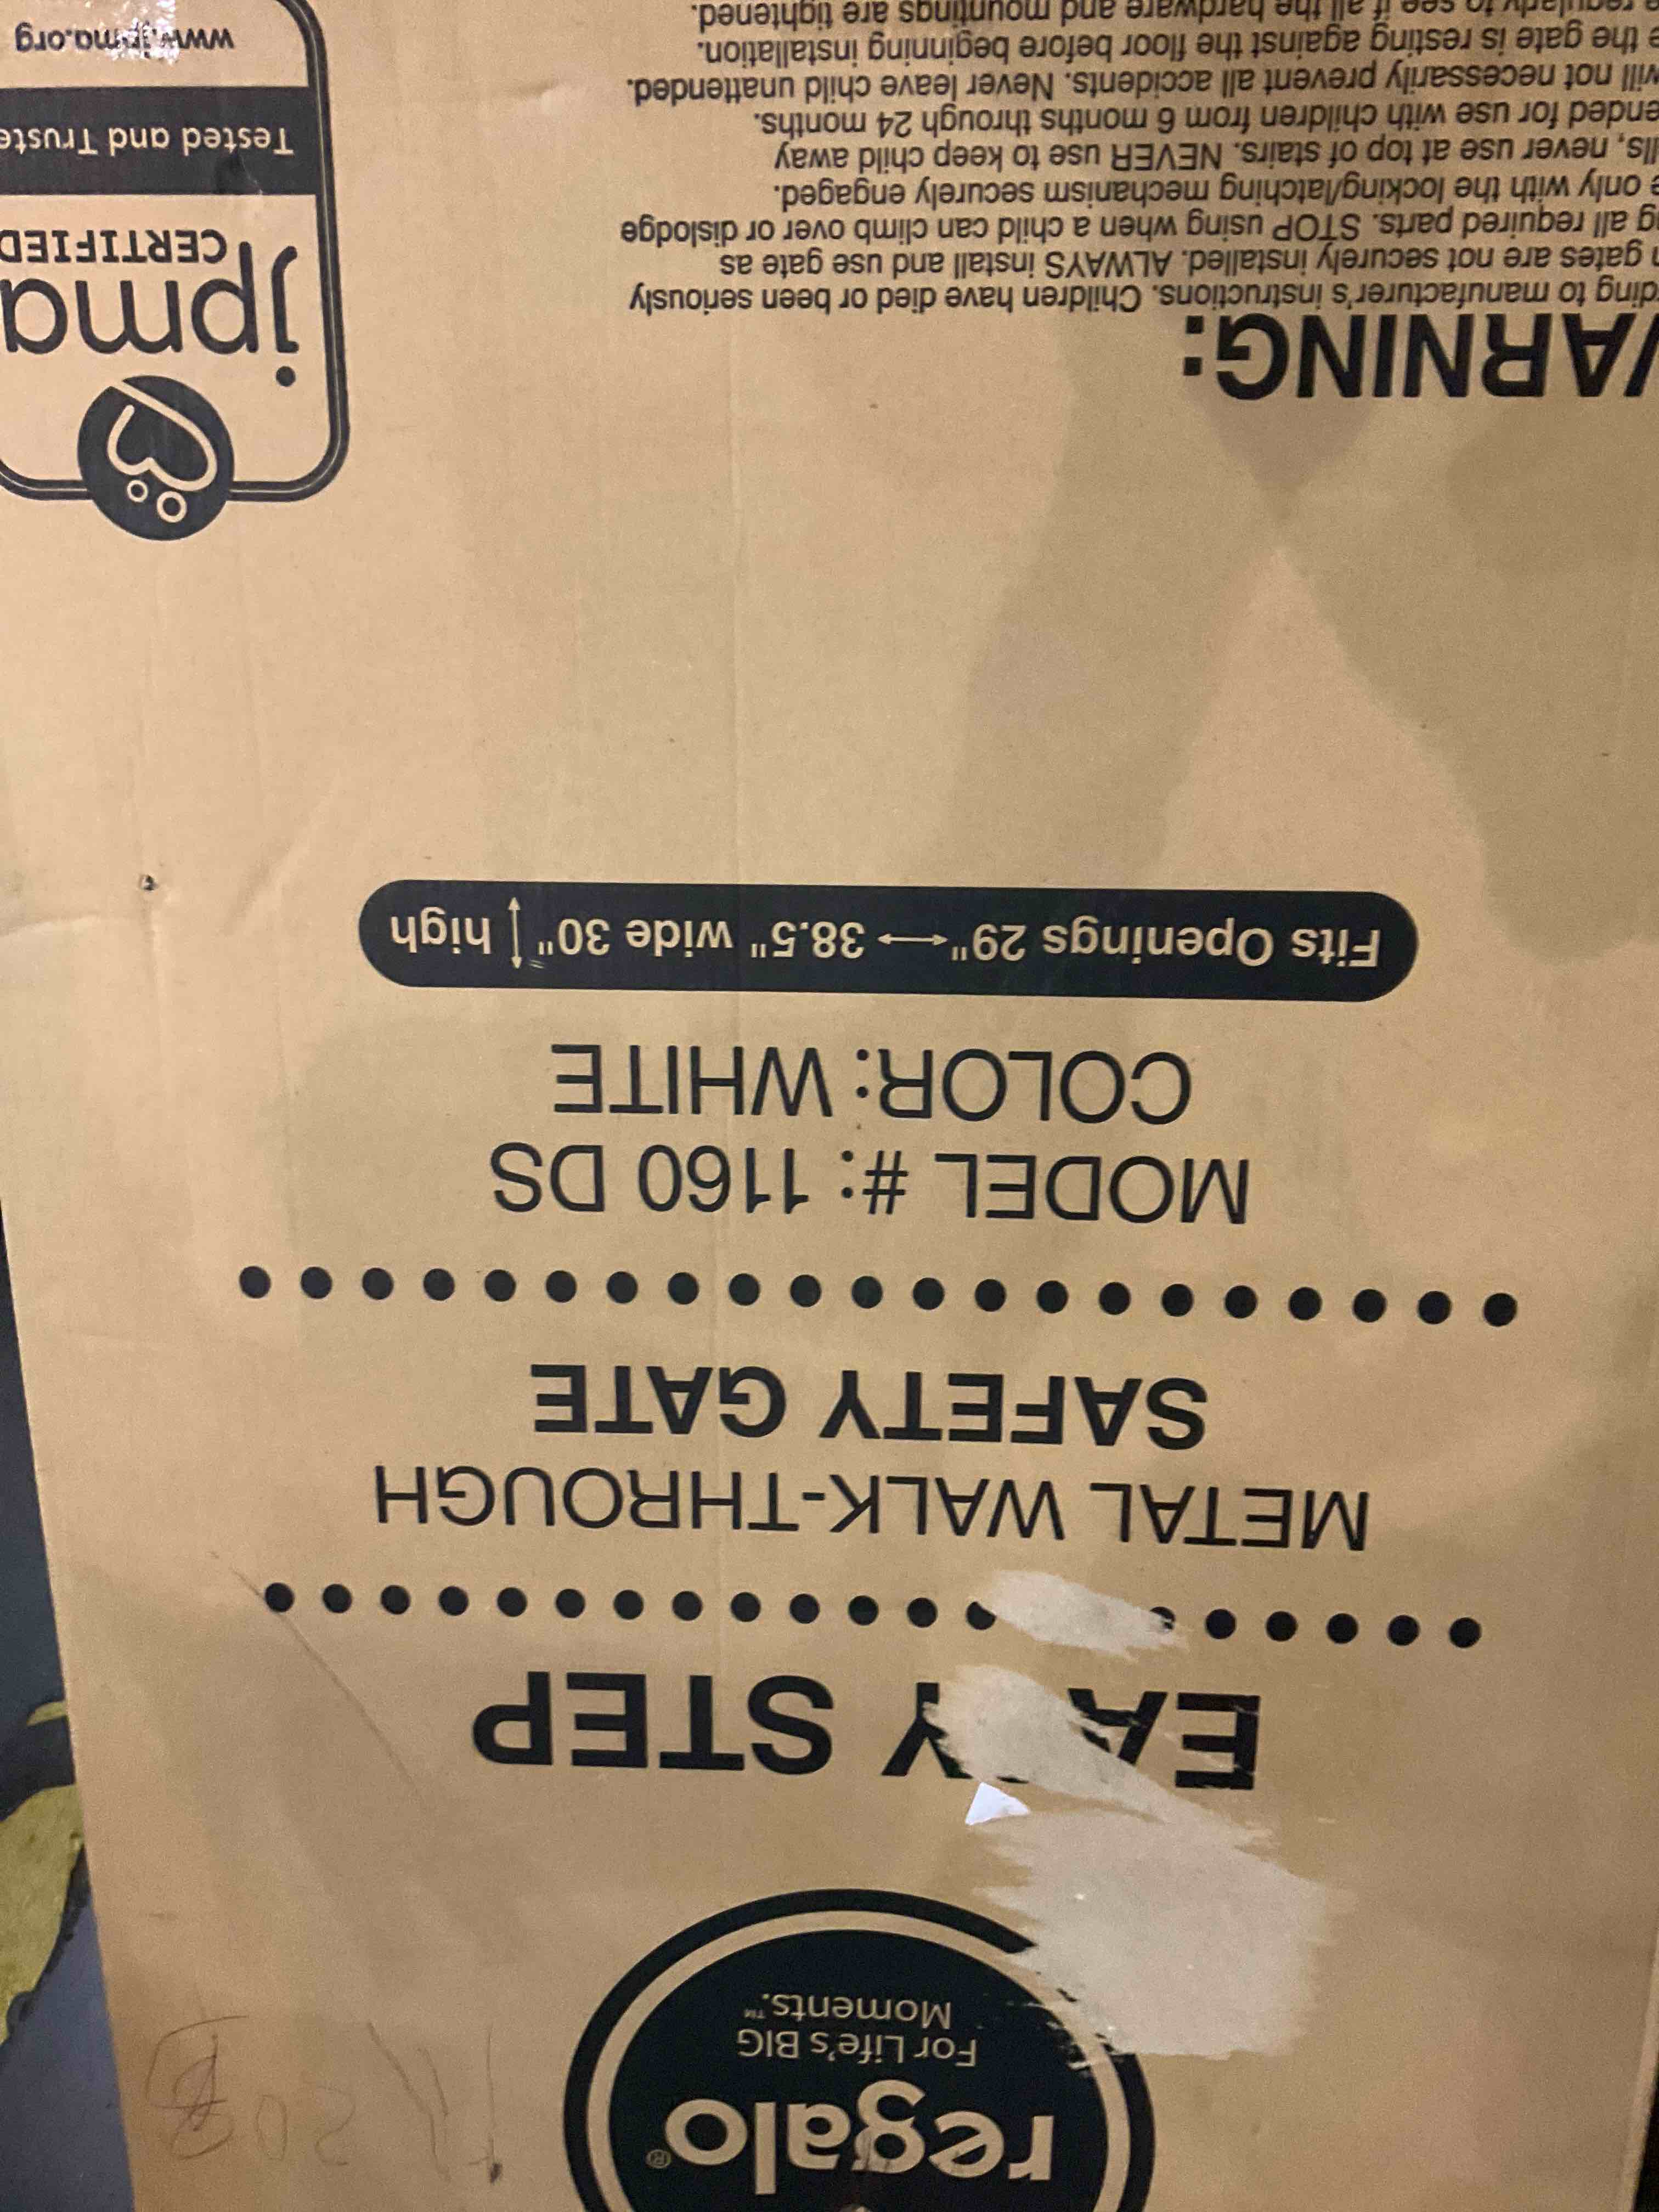 regalo®
For Life's BIG
Moments.™
EA Y STEP
METAL WALK-THROUGH
SAFETY GATE
MODEL #: 1160 DS
COLOR: WHITE
Fits Openings 29"↔38.5" wide 30"↕high
ARNING:
ding to manufacturer's instructions. Children have died or been seriously
gates are not securely installed. ALWAYS install and use gate as
g all required parts. STOP using when a child can climb over or dislodge
only with the locking/latching mechanism securely engaged.
lls, never use at top of stairs. NEVER use to keep child away
ended for use with children from 6 months through 24 months.
will not necessarily prevent all accidents. Never leave child unattended.
the gate is resting against the floor before beginning installation.
regularly to see if all the hardware and mountings are tightened.
jpma
CERTIFIED
Tested and Truste
www.jpma.org